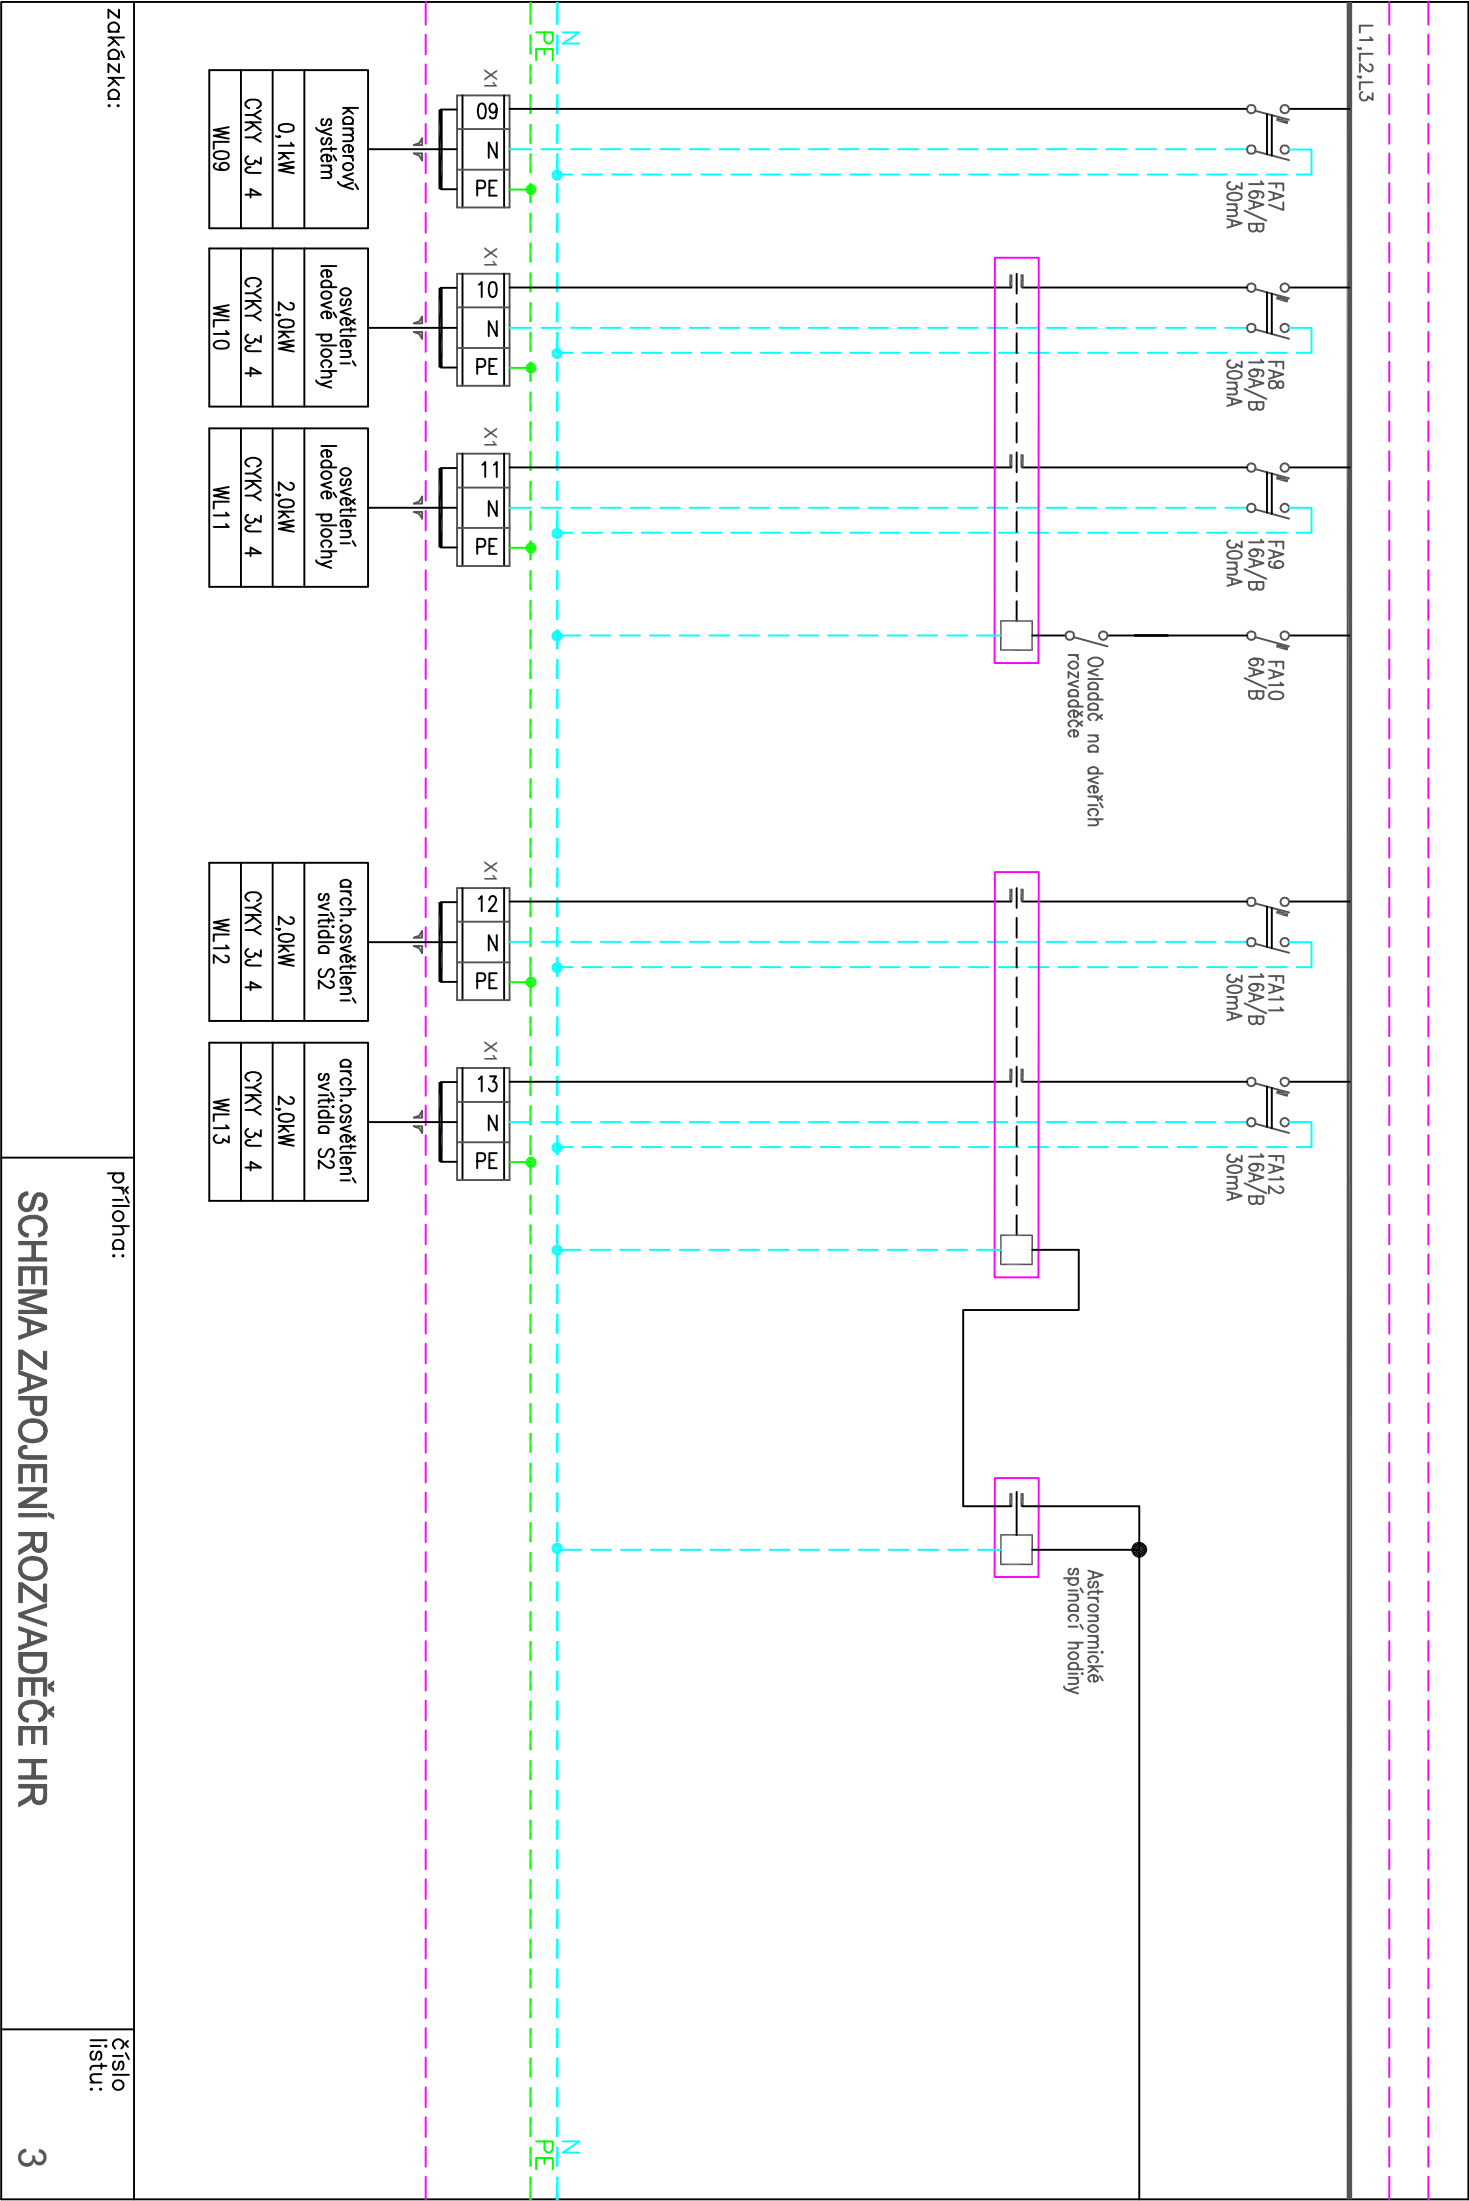 L1,L2,L3
FA7
16A/B
30mA
FA8
16A/B
30mA
FA9
16A/B
30mA
FA10
6A/B
FA11
16A/B
30mA
FA12
16A/B
30mA
Ovladač na dveřích
rozvaděče
Astronomické
spínací hodiny
N
PE
N
PE
X1
09
N
PE
X1
10
N
PE
X1
11
N
PE
X1
12
N
PE
X1
13
N
PE
kamerový
systém
0,1kW
CYKY 3J 4
WL09
osvětlení
ledové plochy
2,0kW
CYKY 3J 4
WL10
osvětlení
ledové plochy
2,0kW
CYKY 3J 4
WL11
arch.osvětlení
svítidla S2
2,0kW
CYKY 3J 4
WL12
arch.osvětlení
svítidla S2
2,0kW
CYKY 3J 4
WL13
zakázka:
příloha:
SCHEMA ZAPOJENÍ ROZVADĚČE HR
číslo
listu:
3